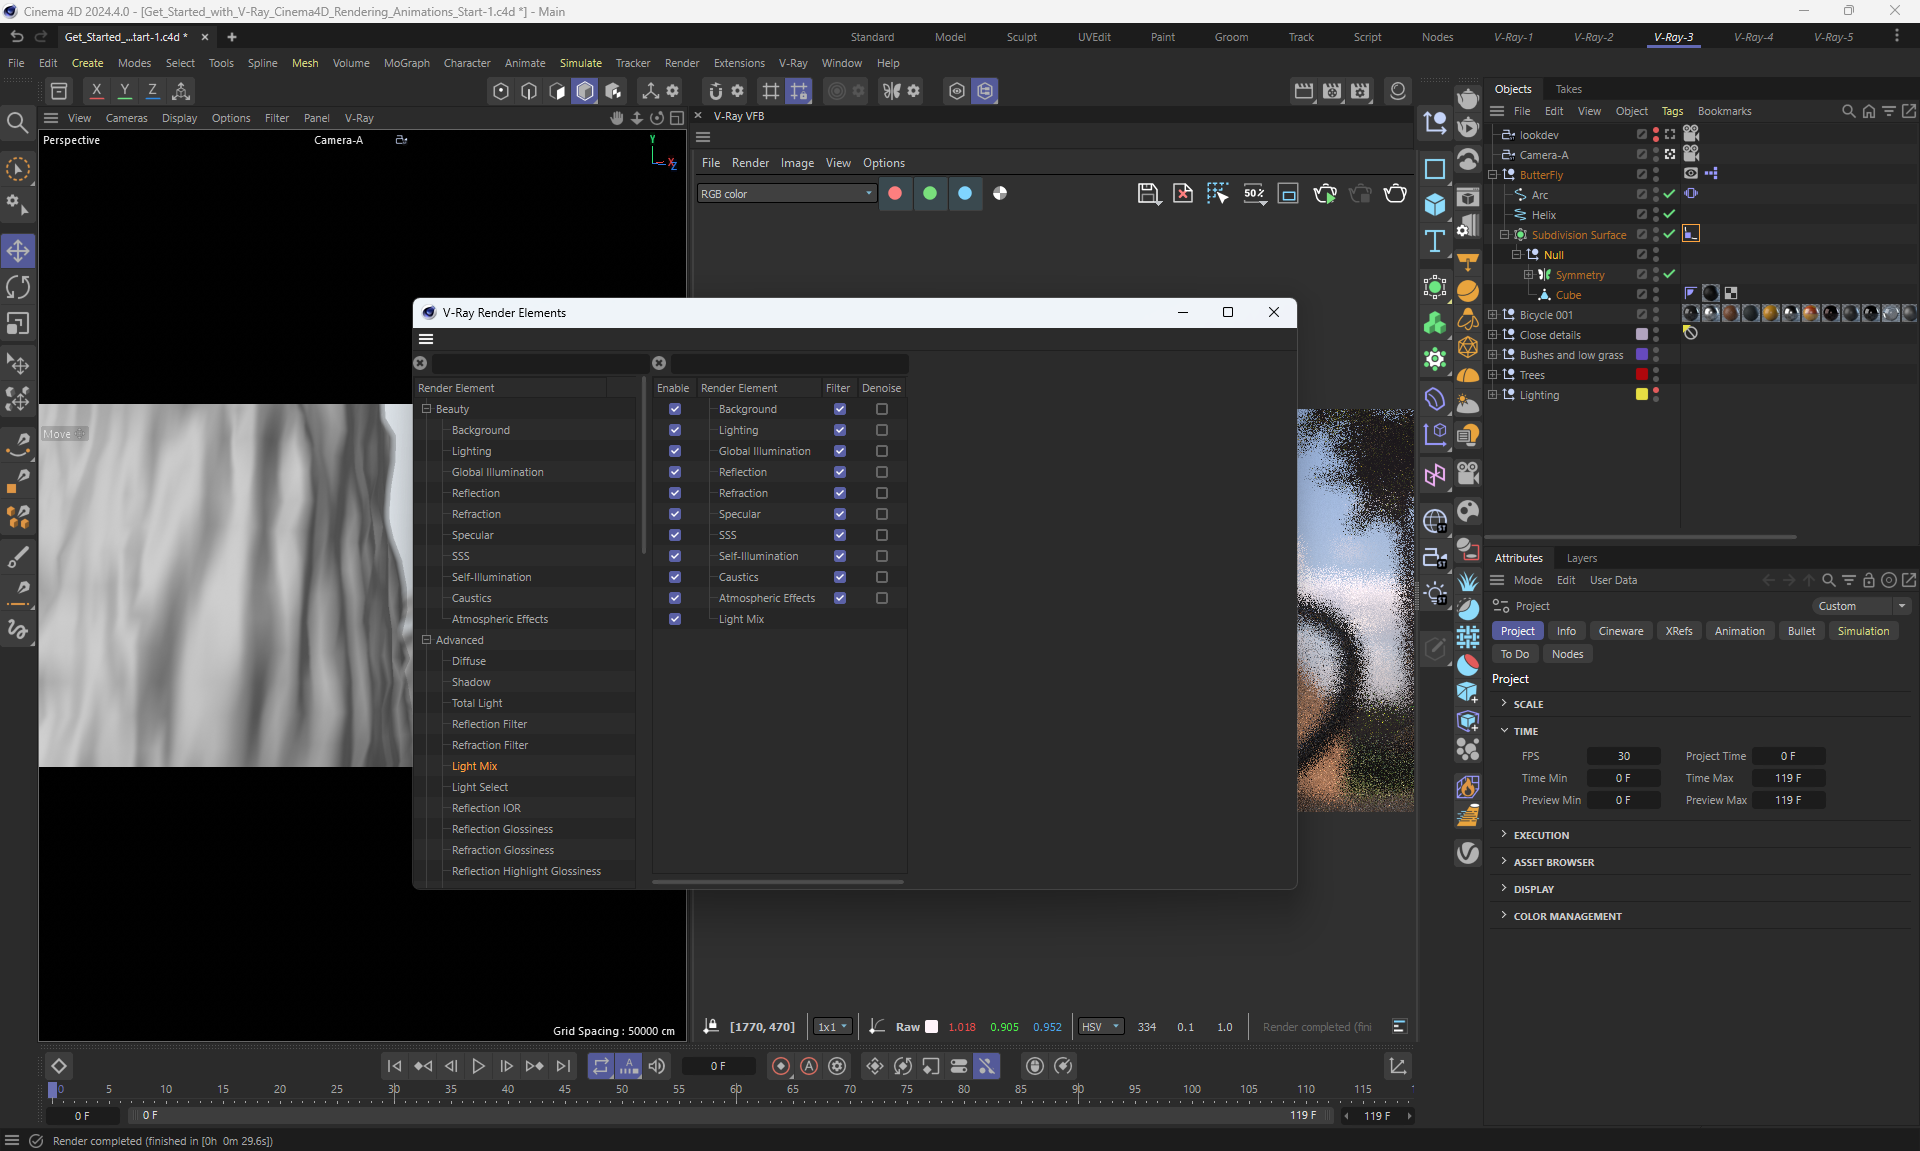 Cinema 4D 2024.4.0 - [Get_Started_with_V-Ray_Cinema4D_Rendering_Animations_Start-1.c4d *] - Main
Get_Started_...tart-1.c4d *
Standard Model Sculpt UVEdit Paint Groom Track Script Nodes V-Ray-1 V-Ray-2 V-Ray-3 V-Ray-4 V-Ray-5
File Edit Create Modes Select Tools Spline Mesh Volume MoGraph Character Animate Simulate Tracker Render Extensions V-Ray Window Help
X Y Z
View Cameras Display Options Filter Panel V-Ray
Perspective
Camera-A
Y
X
Z
Move
Grid Spacing : 50000 cm
V-Ray VFB
File Render Image View Options
RGB color
50%
V-Ray Render Elements
Render Element
Beauty
Background
Lighting
Global Illumination
Reflection
Refraction
Specular
SSS
Self-Illumination
Caustics
Atmospheric Effects
Advanced
Diffuse
Shadow
Total Light
Reflection Filter
Refraction Filter
Light Mix
Light Select
Reflection IOR
Reflection Glossiness
Refraction Glossiness
Reflection Highlight Glossiness
Enable Render Element Filter Denoise
Background
Lighting
Global Illumination
Reflection
Refraction
Specular
SSS
Self-Illumination
Caustics
Atmospheric Effects
Light Mix
[1770, 470] 1x1 Raw 1.018 0.905 0.952 HSV 334 0.1 1.0 Render completed (fini
Objects Takes
File Edit View Object Tags Bookmarks
lookdev
Camera-A
ButterFly
Arc
Helix
Subdivision Surface
Null
Symmetry
Cube
Bicycle 001
Close details
Bushes and low grass
Trees
Lighting
ST
ST
ST
Attributes Layers
Mode Edit User Data
Project
Custom
Project Info Cineware XRefs Animation Bullet Simulation
To Do Nodes
Project
SCALE
TIME
FPS 30 Project Time 0 F
Time Min 0 F Time Max 119 F
Preview Min 0 F Preview Max 119 F
EXECUTION
ASSET BROWSER
DISPLAY
COLOR MANAGEMENT
A
0 F
A
0 5 10 15 20 25 30 35 40 45 50 55 60 65 70 75 80 85 90 95 100 105 110 115
0 F
0 F
119 F
119 F
Render completed (finished in [0h 0m 29.6s])